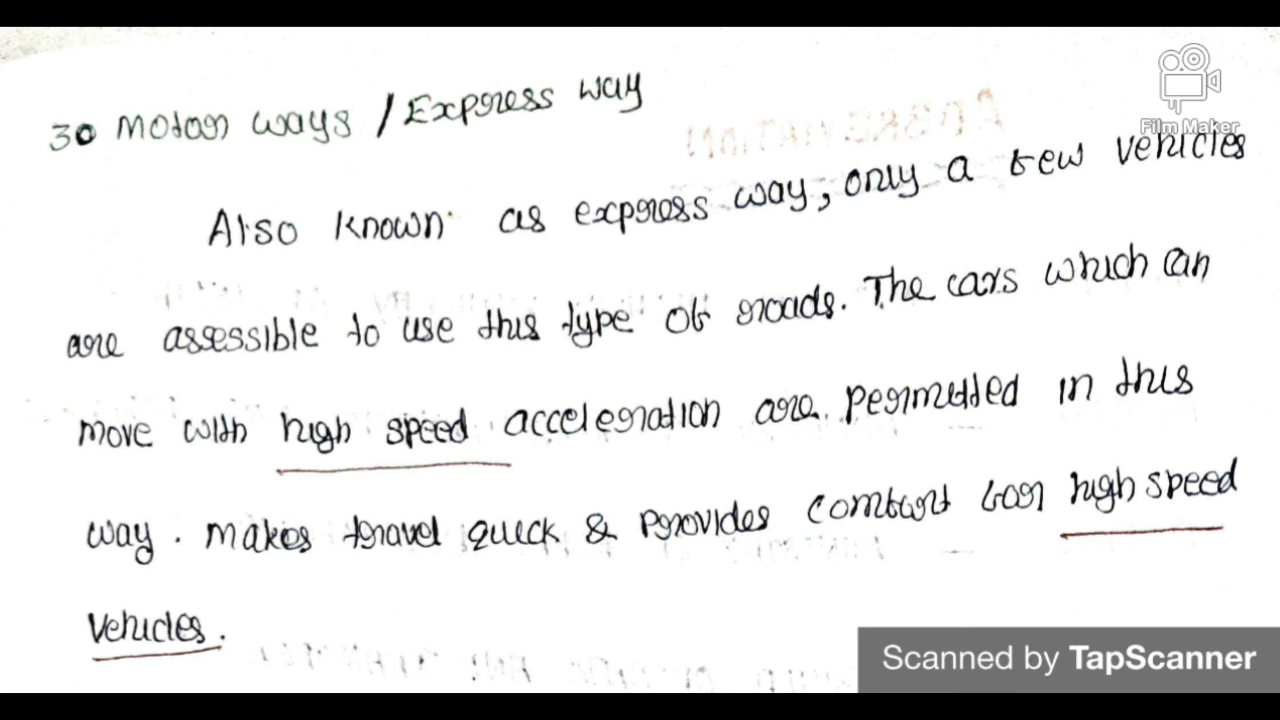 30 Motor ways / Express way
Film Maker
Also known as express way, only a few vehicles
are assessible to use this type of roads. The cars which can
move with high speed acceleration are permitted in this
way. Makes travel quick & Provides comfort for high speed
vehicles.
Scanned by TapScanner